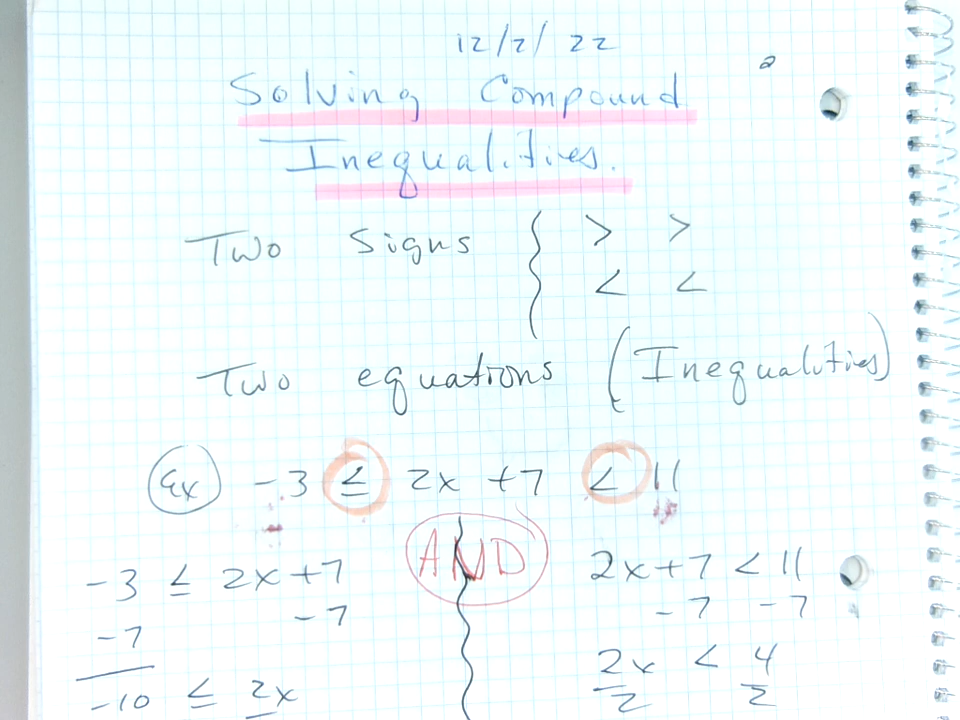 12/2/22
2
Solving Compound
Inequalities.
Two Signs { > >
< <
Two equations (Inequalities)
Ex -3 ≤ 2x +7 < 11
AND
-3 ≤ 2x+7
-7 -7
-10 ≤ 2x
2x+7 < 11
-7 -7
2x < 4
2 2